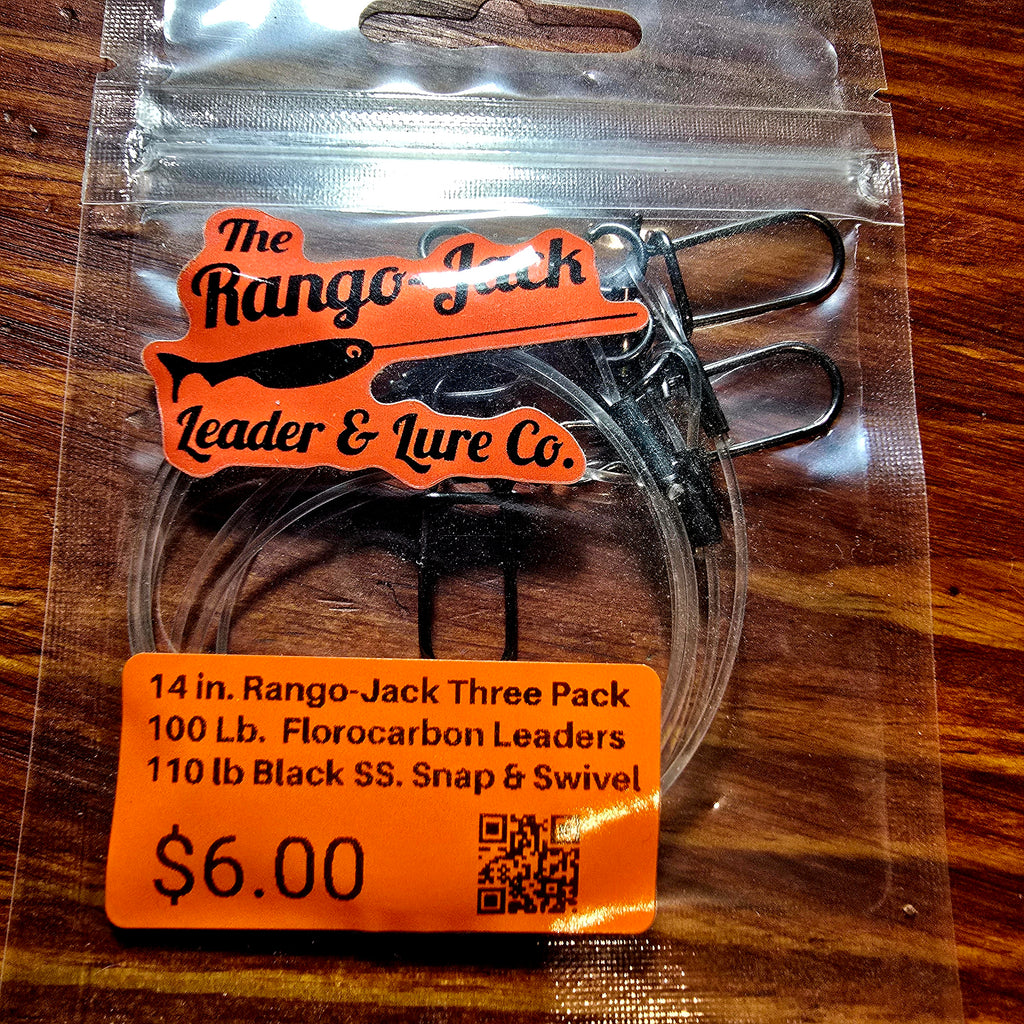 The
Rango-Jack
Leader & Lure Co.
14 in. Rango-Jack Three Pack
100 Lb. Florocarbon Leaders
110 lb Black SS. Snap & Swivel
$6.00